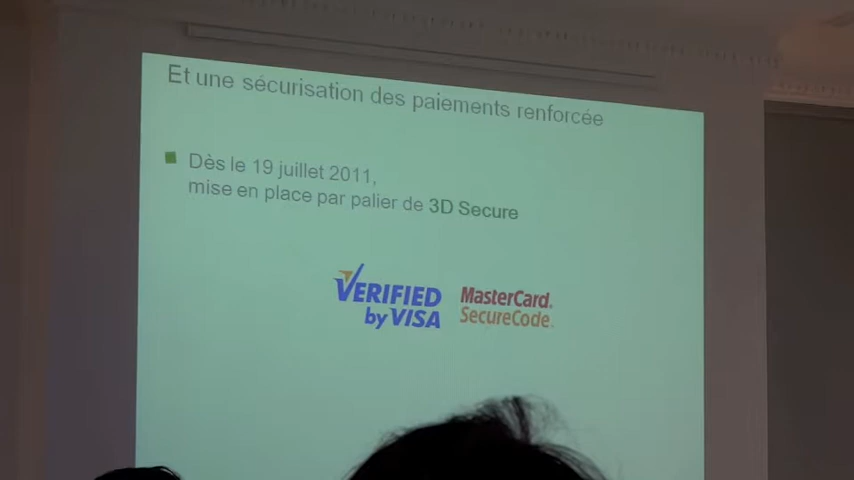 Et une sécurisation des paiements renforcée
Dès le 19 juillet 2011,
mise en place par palier de 3D Secure
VERIFIED
by VISA
MasterCard.
SecureCode.